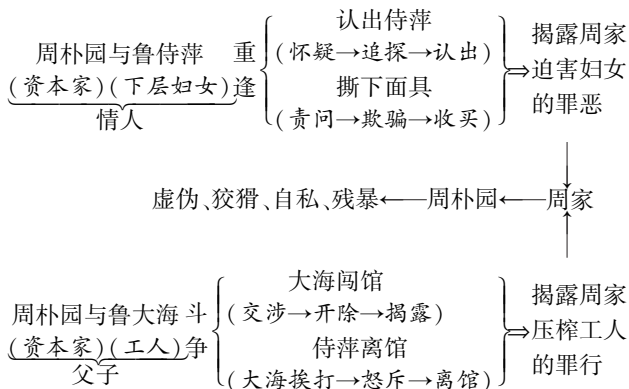 认出侍萍
周朴园与鲁侍萍 重逢 (怀疑→追探→认出) 揭露周家
(资本家)(下层妇女) 撕下面具 ⇒迫害妇女
情人 (责问→欺骗→收买) 的罪恶
虚伪、狡猾、自私、残暴←周朴园←周家
大海闯馆
周朴园与鲁大海 斗争 (交涉→开除→揭露) 揭露周家
(资本家)(工人) 侍萍离馆 ⇒压榨工人
父子 (大海挨打→怒斥→离馆) 的罪行